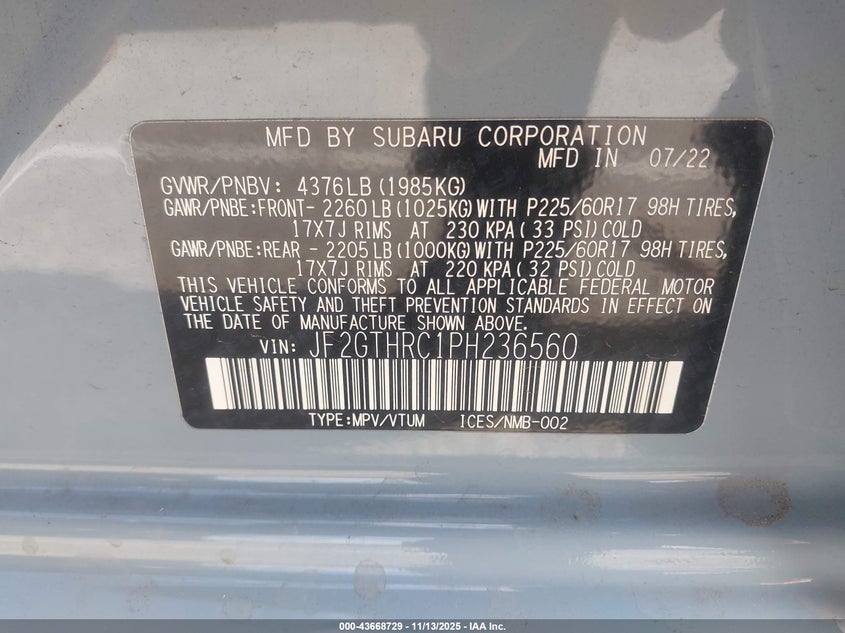 MFD BY SUBARU CORPORATION
MFD IN 07/22
GVWR/PNBV: 4376LB(1985KG)
GAWR/PNBE:FRONT- 2260LB(1025KG)WITH P225/60R17 98H TIRES,
17X7J RIMS AT 230 KPA( 33 PSI)COLD
GAWR/PNBE:REAR - 2205LB(1000KG)WITH P225/60R17 98H TIRES,
17X7J RIMS AT 220 KPA( 32 PSI)COLD
THIS VEHICLE CONFORMS TO ALL APPLICABLE FEDERAL MOTOR
VEHICLE SAFETY AND THEFT PREVENTION STANDARDS IN EFFECT ON
THE DATE OF MANUFACTURE SHOWN ABOVE.
VIN: JF2GTHRC1PH236560
TYPE:MPV/VTUM ICES/NMB-002
000-43668729 - 11/13/2025 - IAA Inc.